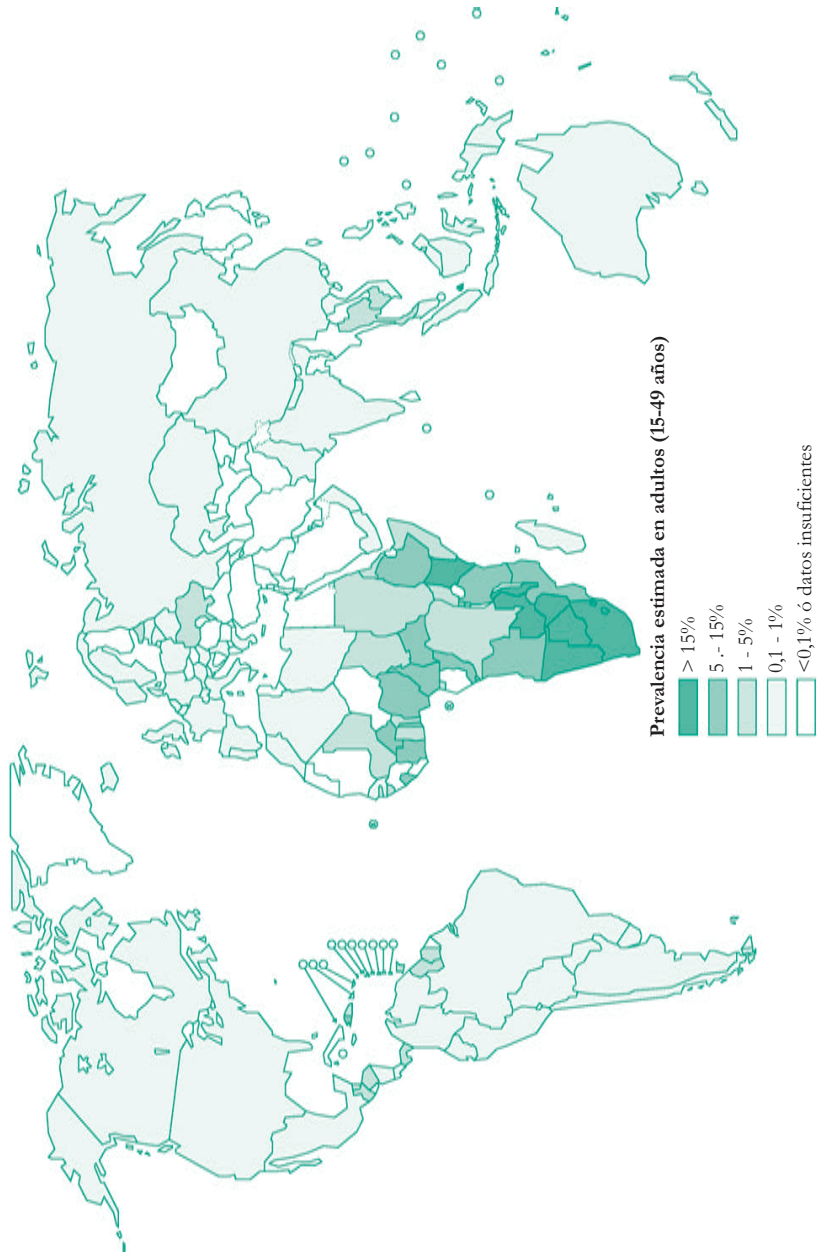 Prevalencia estimada en adultos (15-49 años)
> 15%
5 .- 15%
1 - 5%
0,1 - 1%
<0,1% ó datos insuficientes